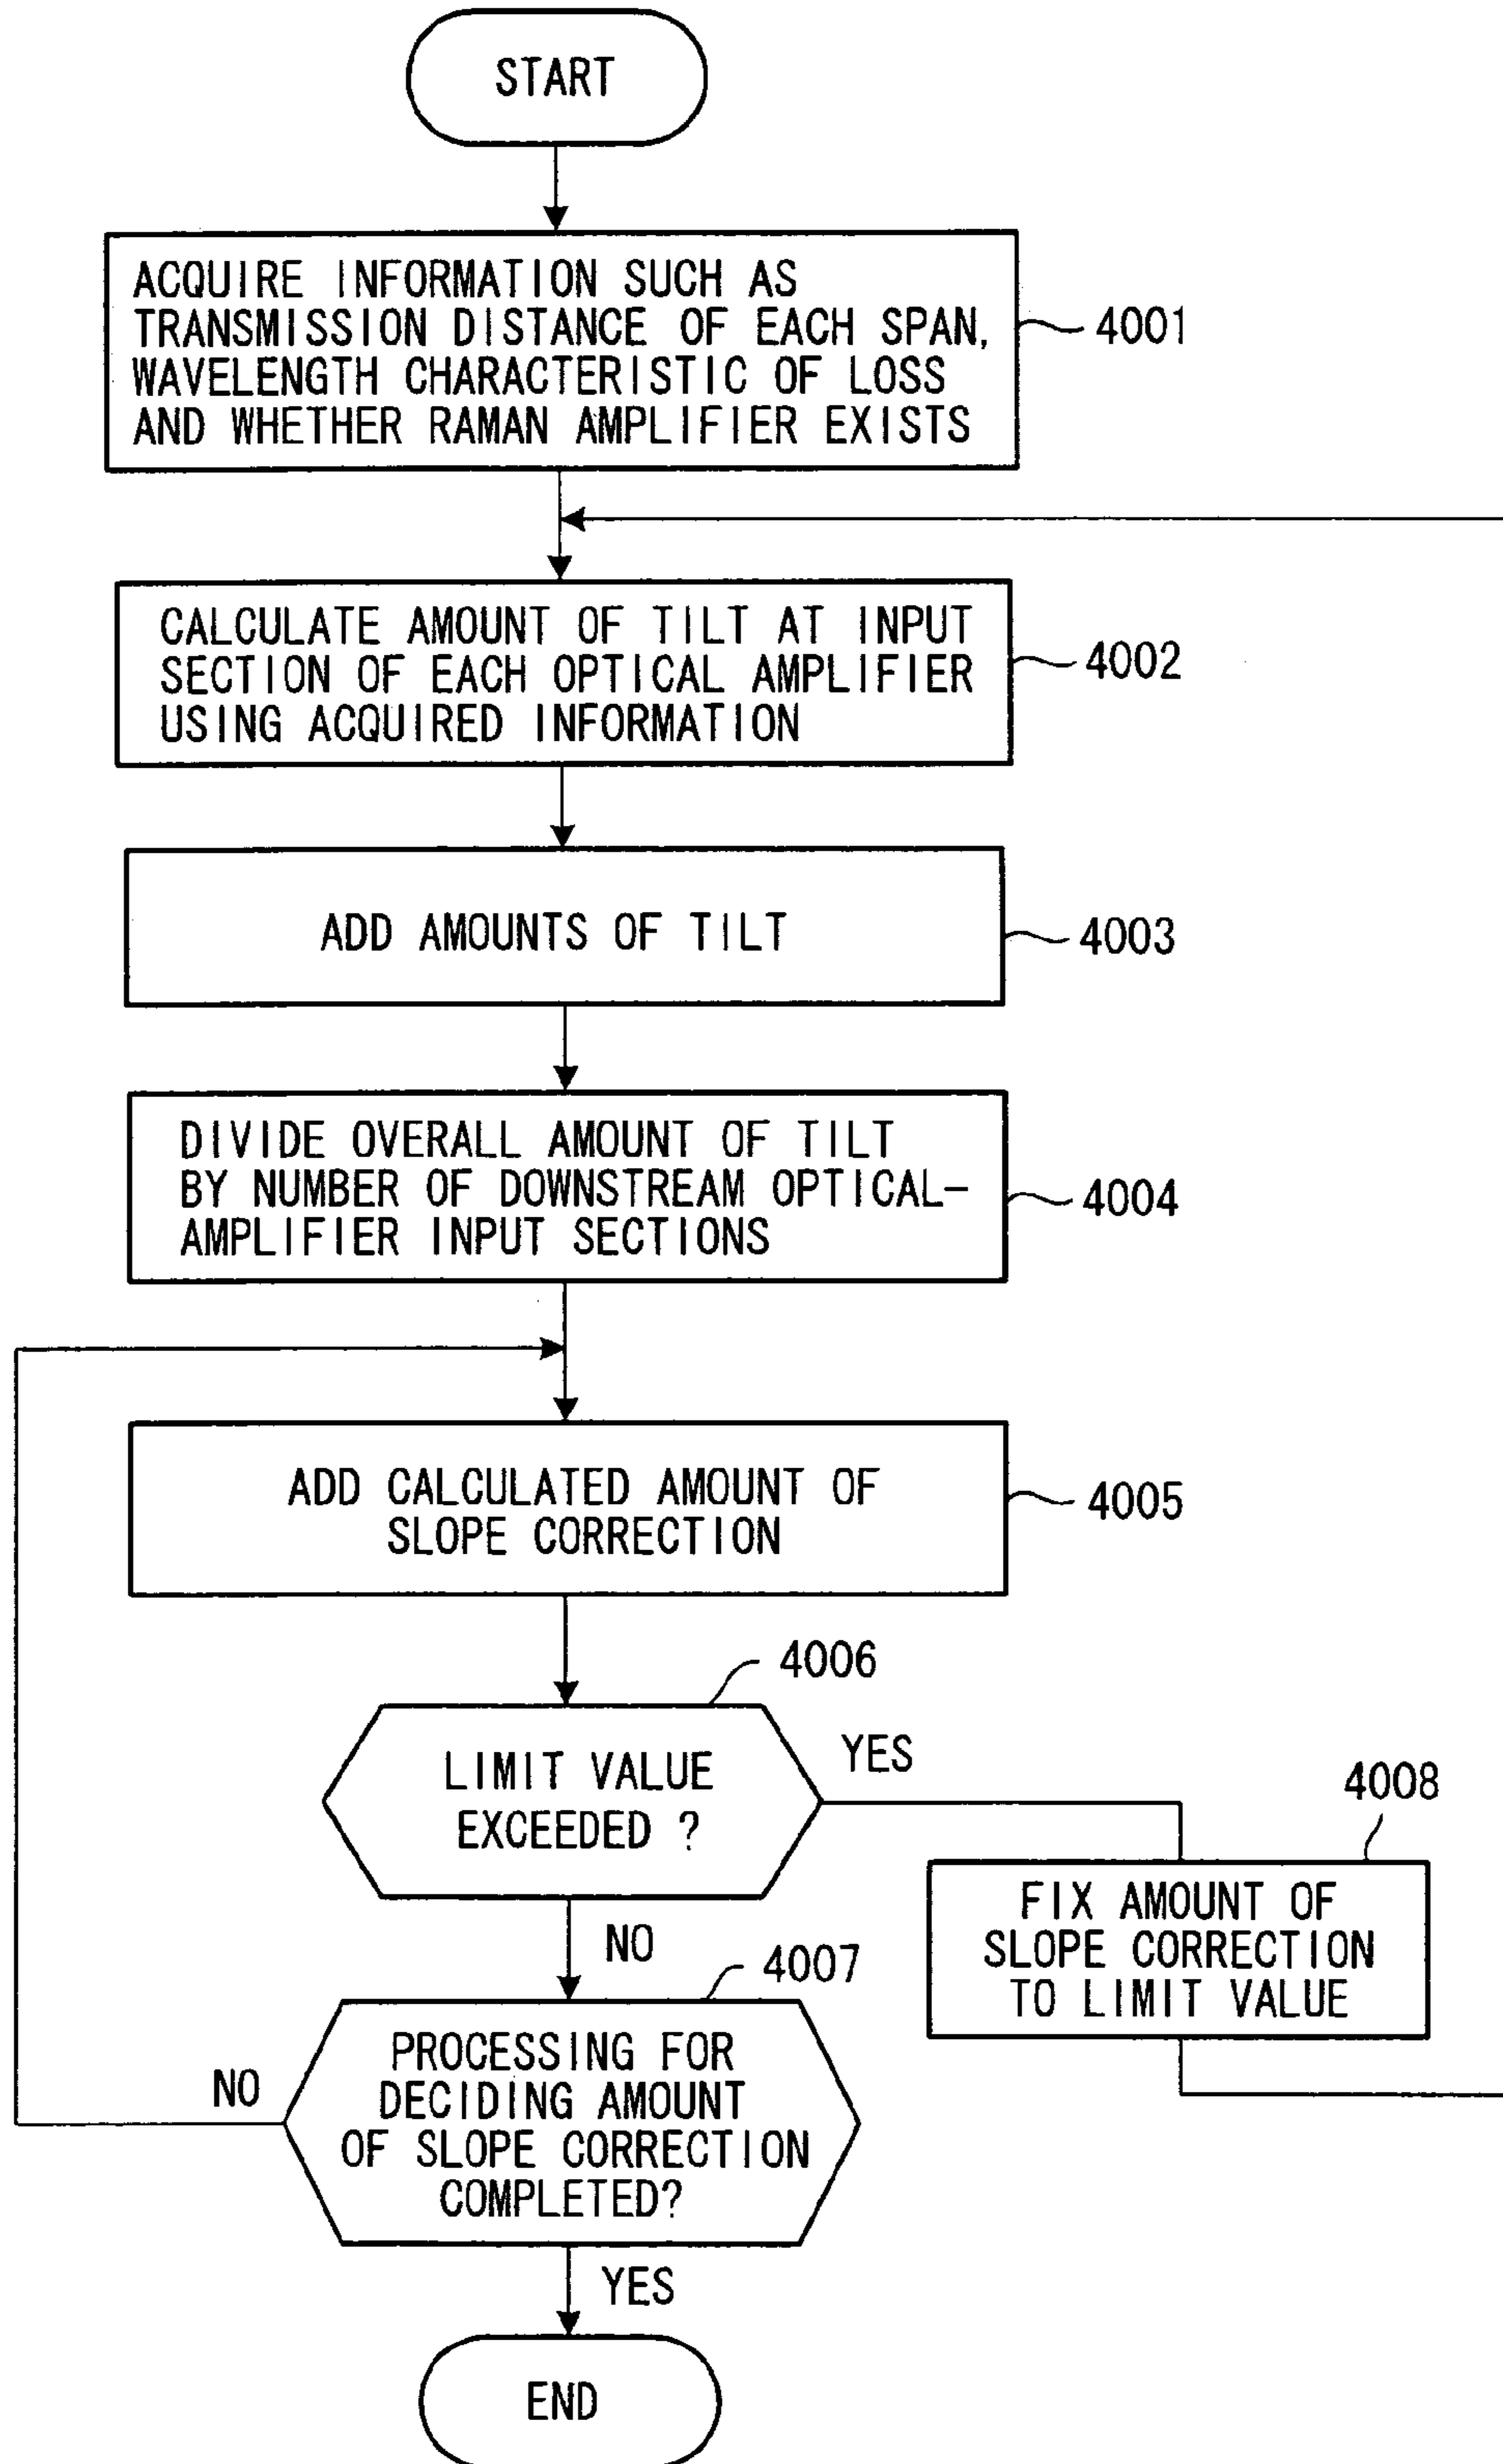 START
ACQUIRE INFORMATION SUCH AS
TRANSMISSION DISTANCE OF EACH SPAN,
WAVELENGTH CHARACTERISTIC OF LOSS
AND WHETHER RAMAN AMPLIFIER EXISTS
4001
CALCULATE AMOUNT OF TILT AT INPUT
SECTION OF EACH OPTICAL AMPLIFIER
USING ACQUIRED INFORMATION
4002
ADD AMOUNTS OF TILT
4003
DIVIDE OVERALL AMOUNT OF TILT
BY NUMBER OF DOWNSTREAM OPTICAL-
AMPLIFIER INPUT SECTIONS
4004
ADD CALCULATED AMOUNT OF
SLOPE CORRECTION
4005
4006
LIMIT VALUE
EXCEEDED ?
YES
4008
FIX AMOUNT OF
SLOPE CORRECTION
TO LIMIT VALUE
NO
4007
PROCESSING FOR
DECIDING AMOUNT
OF SLOPE CORRECTION
COMPLETED?
NO
YES
END